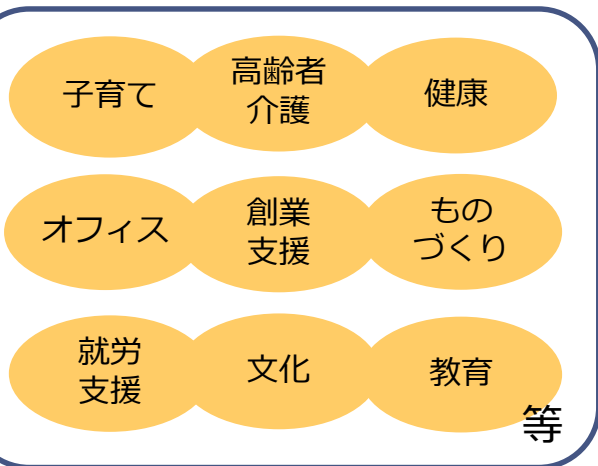 子育て
高齢者
介護
健康
オフィス
創業
支援
もの
づくり
就労
支援
文化
教育
等